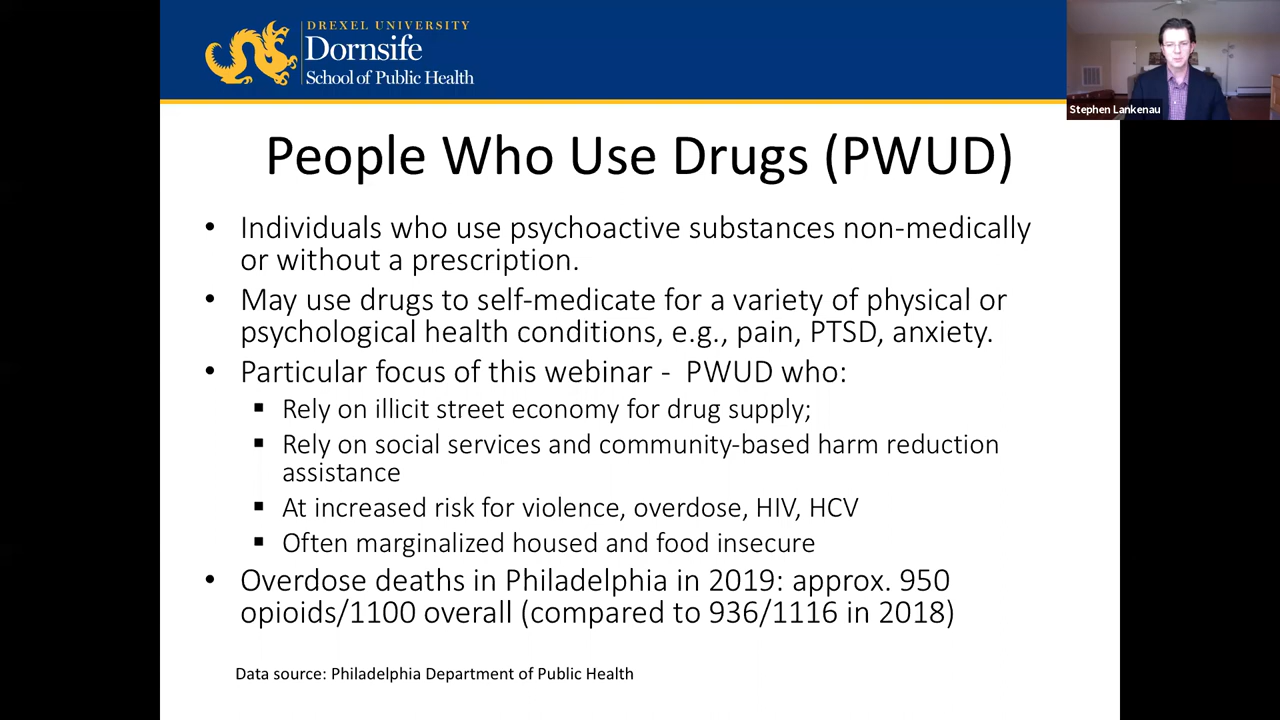 DREXEL UNIVERSITY
Dornsife
School of Public Health
Stephen Lankenau
People Who Use Drugs (PWUD)
• Individuals who use psychoactive substances non-medically
or without a prescription.
• May use drugs to self-medicate for a variety of physical or
psychological health conditions, e.g., pain, PTSD, anxiety.
• Particular focus of this webinar - PWUD who:
▪ Rely on illicit street economy for drug supply;
▪ Rely on social services and community-based harm reduction
assistance
▪ At increased risk for violence, overdose, HIV, HCV
▪ Often marginalized housed and food insecure
• Overdose deaths in Philadelphia in 2019: approx. 950
opioids/1100 overall (compared to 936/1116 in 2018)
Data source: Philadelphia Department of Public Health